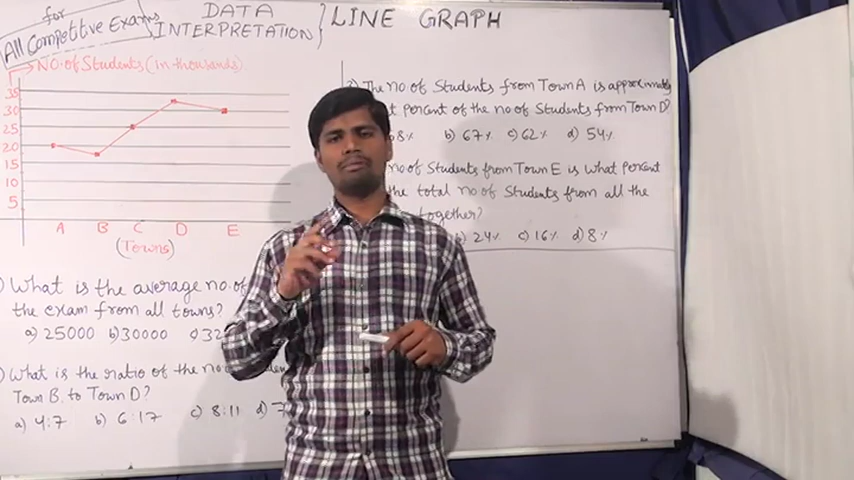 for
All Competitive Exams
DATA
INTERPRETATION
LINE GRAPH
NO. of Students (in thousands)
35
30
25
20
15
10
5
A B C D E
(Towns)
What is the average no. of
the exam from all towns?
a) 25000 b) 30000 c) 32
What is the ratio of the no
Town B to Town D?
a) 4:7 b) 6:17 c) 8:11 d) 7
3) The no of Students from Town A is approximately
percent of the no of Students from Town D
8% b) 67% c) 62% d) 54%
no of Students from Town E is what percent
the total no of Students from all the
together?
b) 24% c) 16% d) 8%